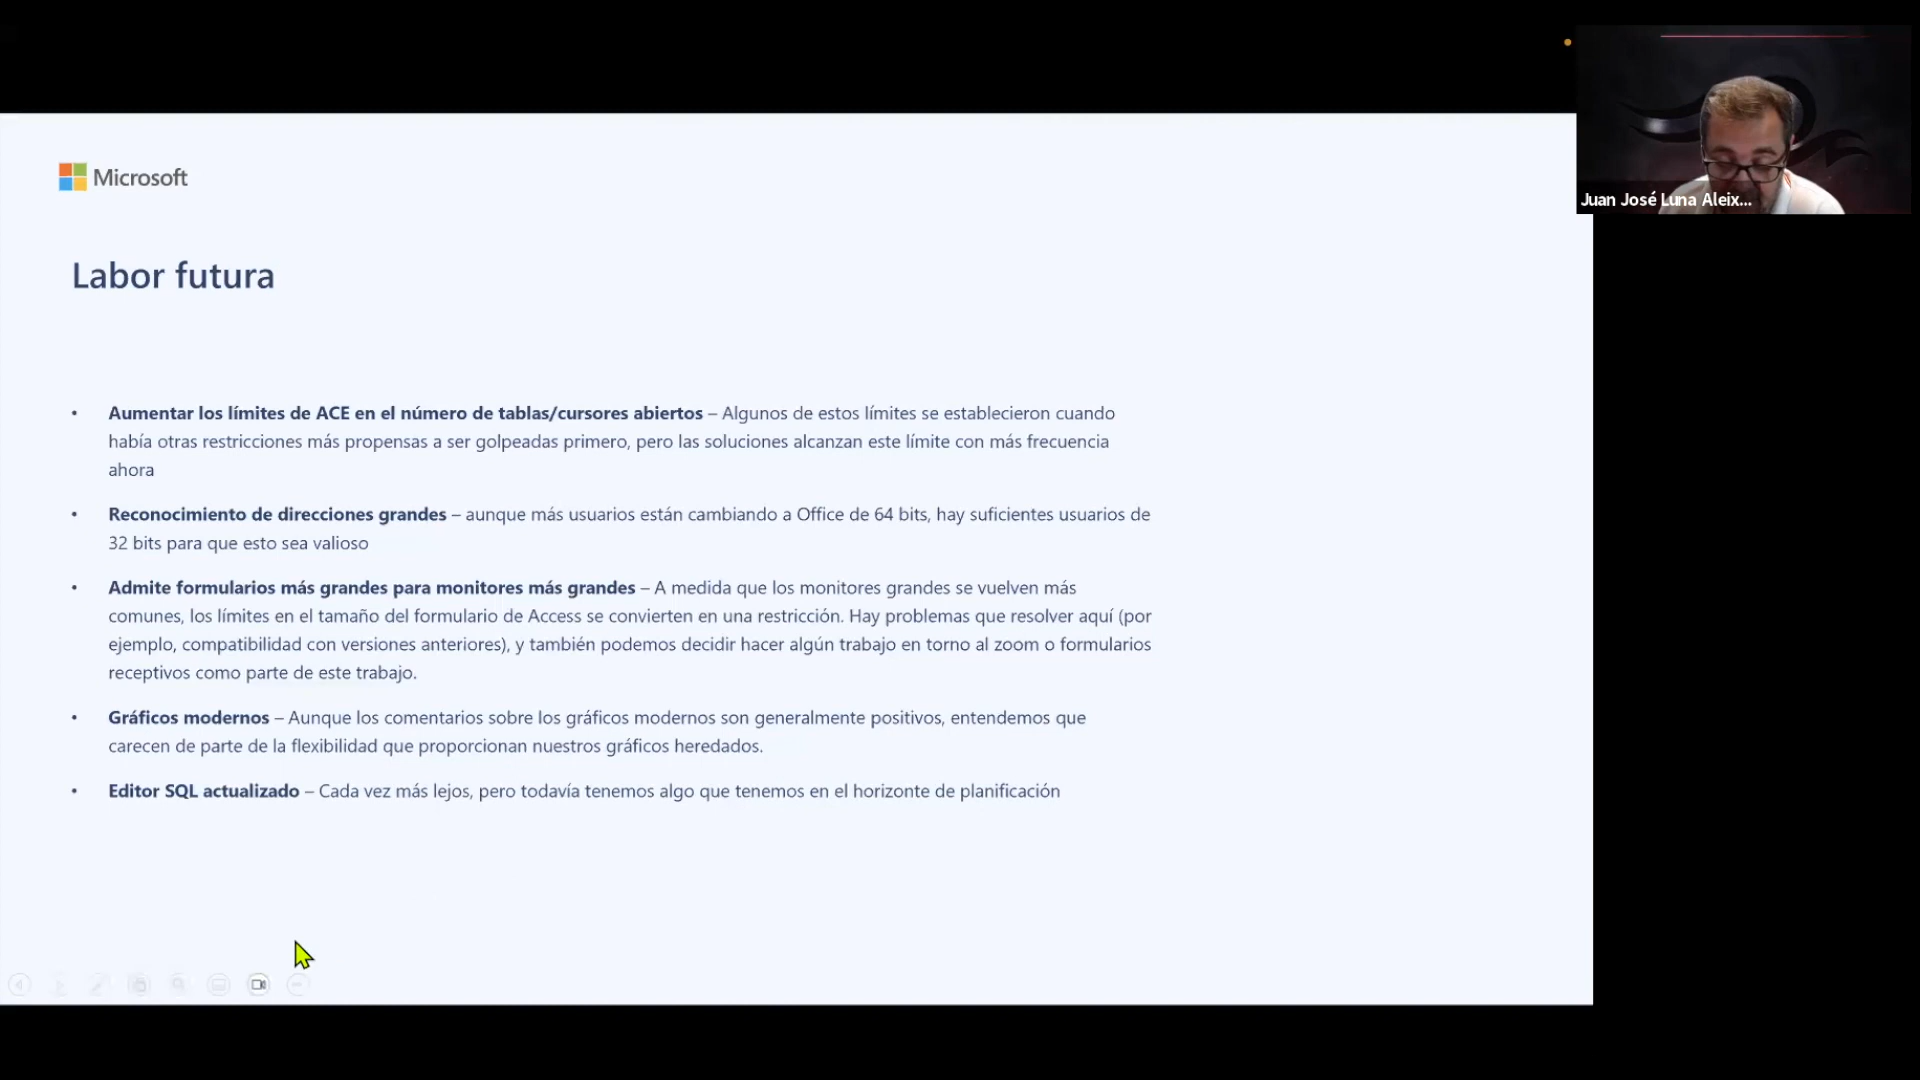 Microsoft
Juan José Luna Aleix...
Labor futura
• Aumentar los límites de ACE en el número de tablas/cursores abiertos – Algunos de estos límites se establecieron cuando
había otras restricciones más propensas a ser golpeadas primero, pero las soluciones alcanzan este límite con más frecuencia
ahora
• Reconocimiento de direcciones grandes – aunque más usuarios están cambiando a Office de 64 bits, hay suficientes usuarios de
32 bits para que esto sea valioso
• Admite formularios más grandes para monitores más grandes – A medida que los monitores grandes se vuelven más
comunes, los límites en el tamaño del formulario de Access se convierten en una restricción. Hay problemas que resolver aquí (por
ejemplo, compatibilidad con versiones anteriores), y también podemos decidir hacer algún trabajo en torno al zoom o formularios
receptivos como parte de este trabajo.
• Gráficos modernos – Aunque los comentarios sobre los gráficos modernos son generalmente positivos, entendemos que
carecen de parte de la flexibilidad que proporcionan nuestros gráficos heredados.
• Editor SQL actualizado – Cada vez más lejos, pero todavía tenemos algo que tenemos en el horizonte de planificación